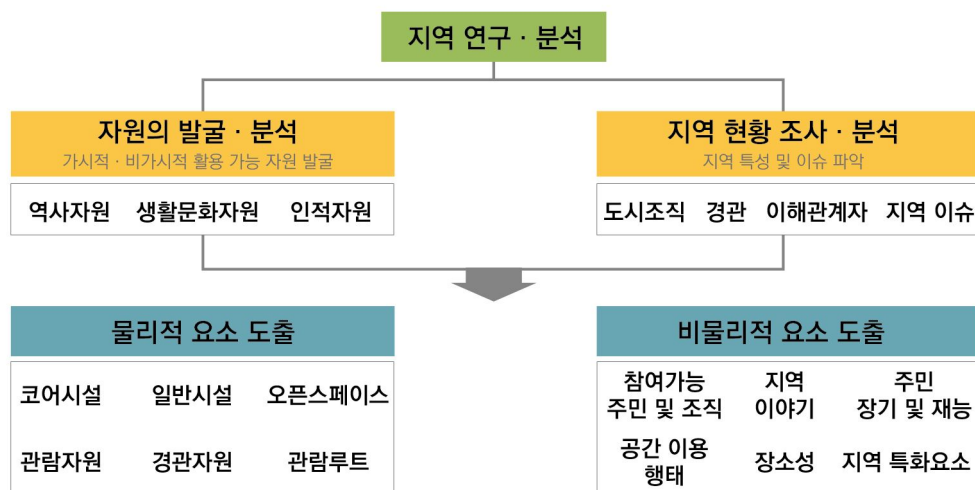 지역 연구 · 분석
자원의 발굴 · 분석
가시적 · 비가시적 활용 가능 자원 발굴
역사자원 생활문화자원 인적자원
지역 현황 조사 · 분석
지역 특성 및 이슈 파악
도시조직 경관 이해관계자 지역 이슈
물리적 요소 도출
코어시설 일반시설 오픈스페이스
관람자원 경관자원 관람루트
비물리적 요소 도출
참여가능
주민 및 조직
지역
이야기
주민
장기 및 재능
공간 이용
행태
장소성
지역 특화요소